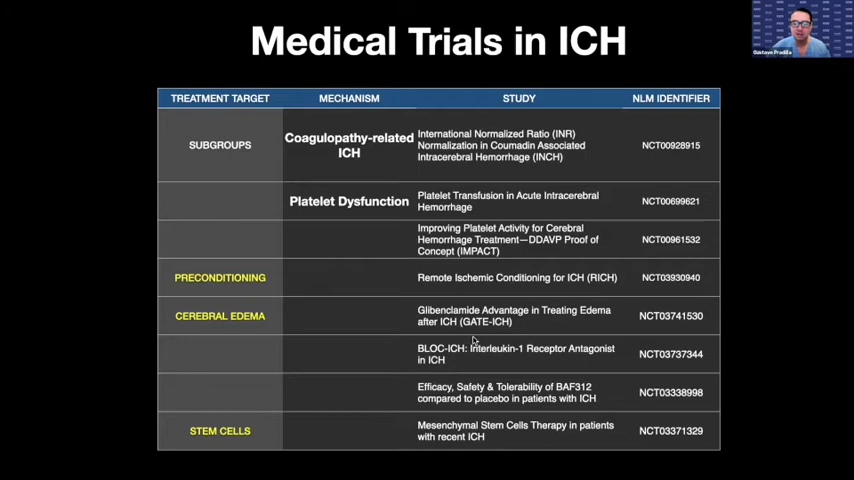 Medical Trials in ICH
Gustavo Pradilla
TREATMENT TARGET MECHANISM STUDY NLM IDENTIFIER
SUBGROUPS
Coagulopathy-related
ICH
International Normalized Ratio (INR)
Normalization in Coumadin Associated
Intracerebral Hemorrhage (INCH)
NCT00928915
Platelet Dysfunction
Platelet Transfusion in Acute Intracerebral
Hemorrhage
NCT00699621
Improving Platelet Activity for Cerebral
Hemorrhage Treatment—DDAVP Proof of
Concept (IMPACT)
NCT00961532
PRECONDITIONING
Remote Ischemic Conditioning for ICH (RICH)
NCT03930940
CEREBRAL EDEMA
Glibenclamide Advantage in Treating Edema
after ICH (GATE-ICH)
NCT03741530
BLOC-ICH: Interleukin-1 Receptor Antagonist
in ICH
NCT03737344
Efficacy, Safety & Tolerability of BAF312
compared to placebo in patients with ICH
NCT03338998
STEM CELLS
Mesenchymal Stem Cells Therapy in patients
with recent ICH
NCT03371329